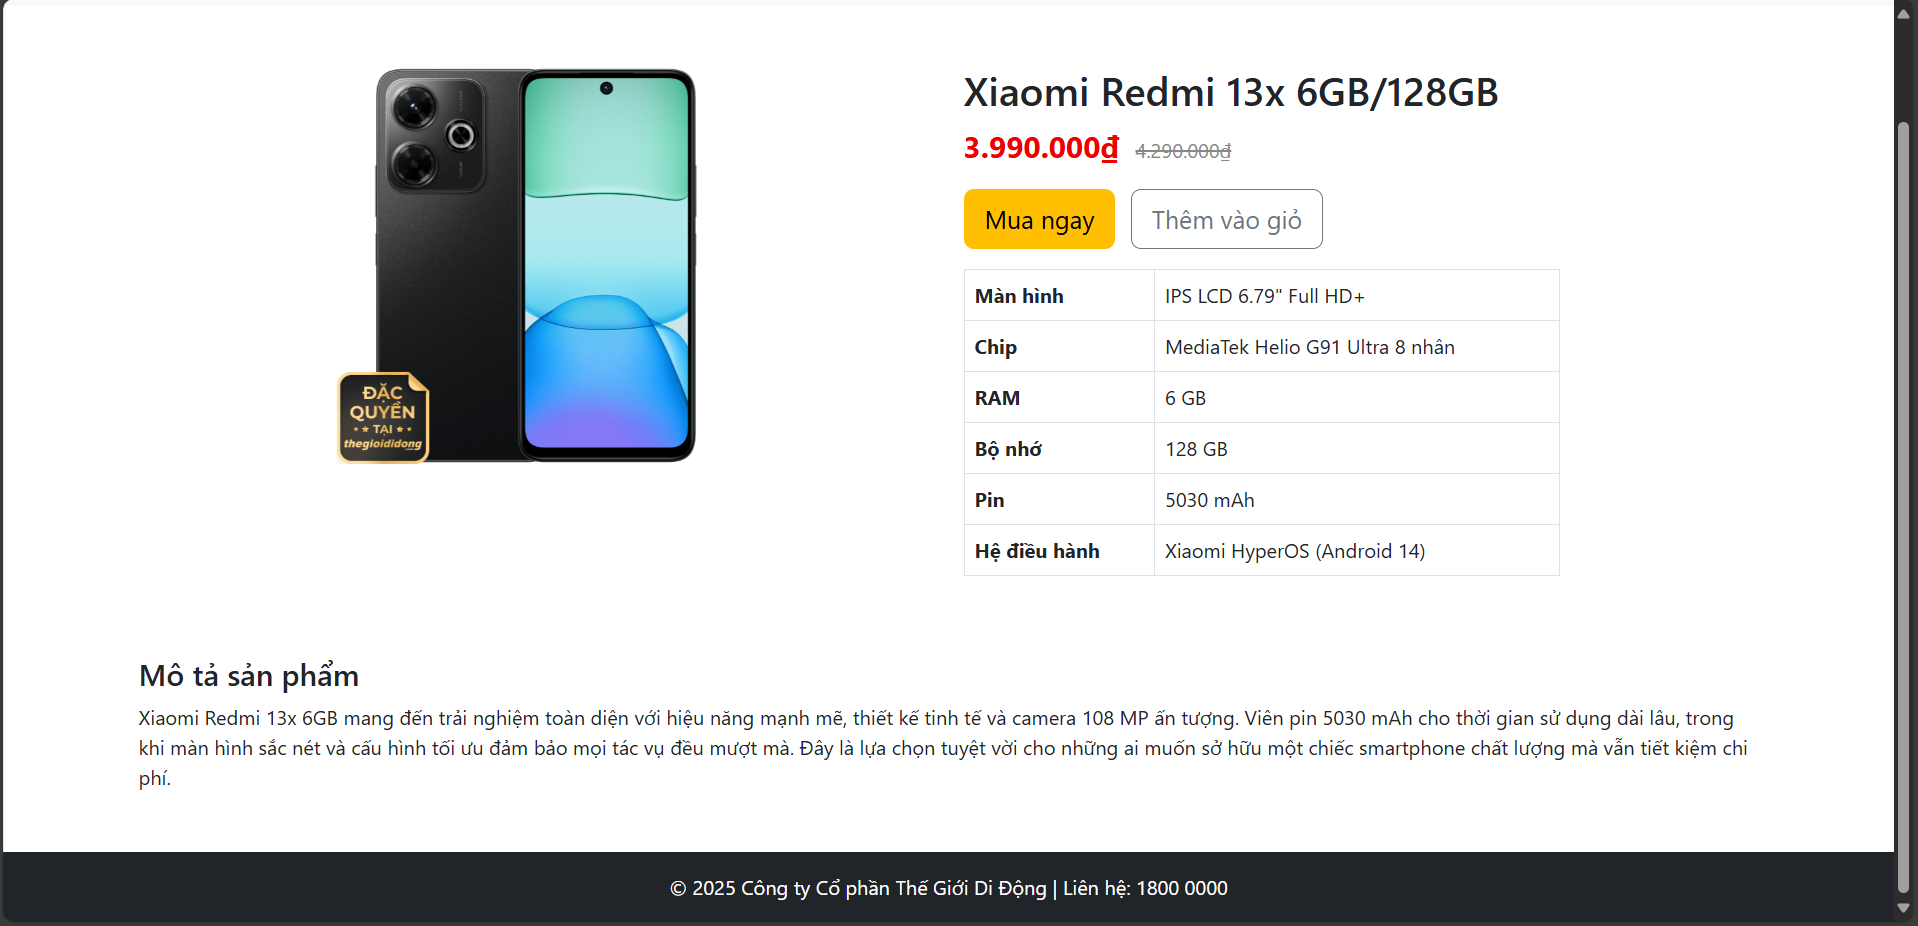 Xiaomi Redmi 13x 6GB/128GB
3.990.000₫ 4.290.000₫
Mua ngay
Thêm vào giỏ
ĐẶC
QUYỀN
TẠI
thegioididong
Màn hình IPS LCD 6.79" Full HD+
Chip MediaTek Helio G91 Ultra 8 nhân
RAM 6 GB
Bộ nhớ 128 GB
Pin 5030 mAh
Hệ điều hành Xiaomi HyperOS (Android 14)
Mô tả sản phẩm
Xiaomi Redmi 13x 6GB mang đến trải nghiệm toàn diện với hiệu năng mạnh mẽ, thiết kế tinh tế và camera 108 MP ấn tượng. Viên pin 5030 mAh cho thời gian sử dụng dài lâu, trong
khi màn hình sắc nét và cấu hình tối ưu đảm bảo mọi tác vụ đều mượt mà. Đây là lựa chọn tuyệt vời cho những ai muốn sở hữu một chiếc smartphone chất lượng mà vẫn tiết kiệm chi
phí.
© 2025 Công ty Cổ phần Thế Giới Di Động | Liên hệ: 1800 0000